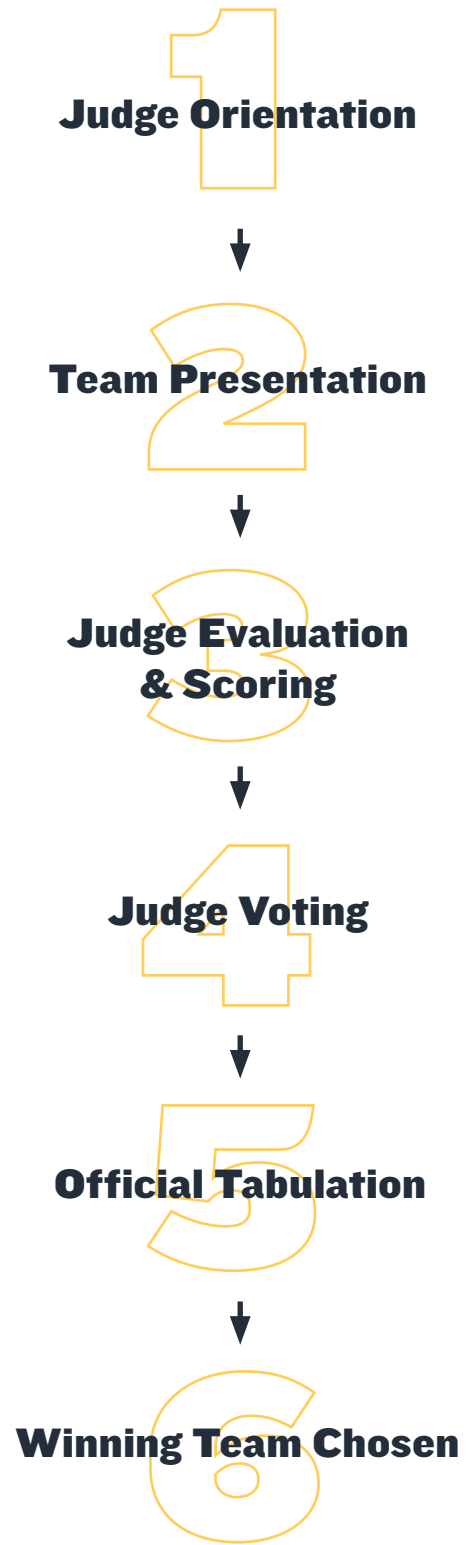 1
Judge Orientation
2
Team Presentation
3
Judge Evaluation
& Scoring
4
Judge Voting
5
Official Tabulation
6
Winning Team Chosen